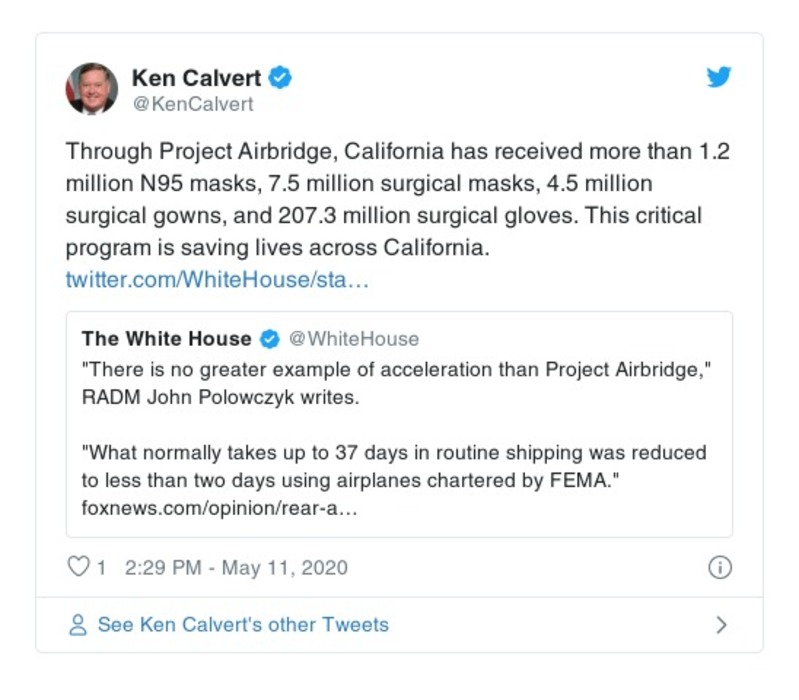 Ken Calvert
@KenCalvert
Through Project Airbridge, California has received more than 1.2
million N95 masks, 7.5 million surgical masks, 4.5 million
surgical gowns, and 207.3 million surgical gloves. This critical
program is saving lives across California.
twitter.com/WhiteHouse/sta…
The White House @WhiteHouse
"There is no greater example of acceleration than Project Airbridge,"
RADM John Polowczyk writes.
"What normally takes up to 37 days in routine shipping was reduced
to less than two days using airplanes chartered by FEMA."
foxnews.com/opinion/rear-a…
1 2:29 PM - May 11, 2020
See Ken Calvert's other Tweets